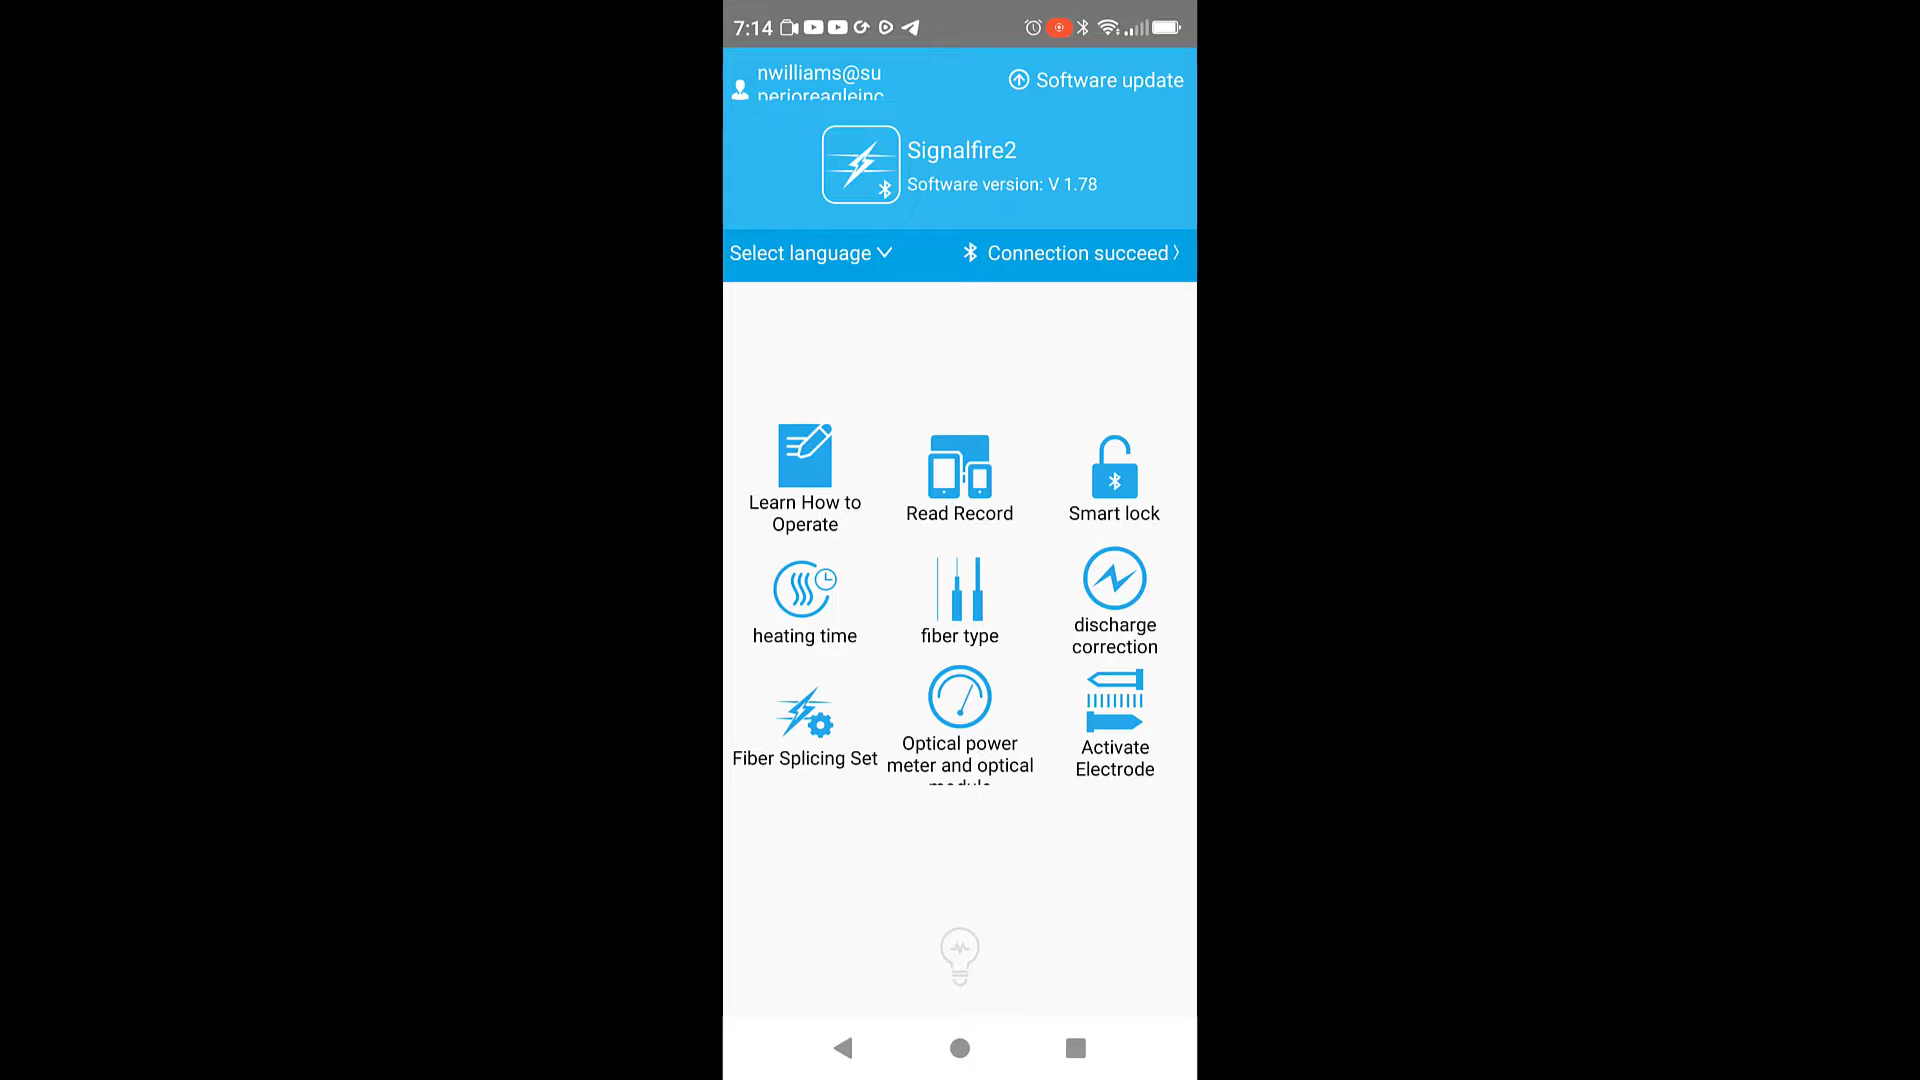 7:14
nwilliams@su
perioreagleinc
Software update
Signalfire2
Software version: V 1.78
Select language
Connection succeed
Learn How to
Operate
Read Record
Smart lock
heating time
fiber type
discharge
correction
Fiber Splicing Set
Optical power
meter and optical
module
Activate
Electrode